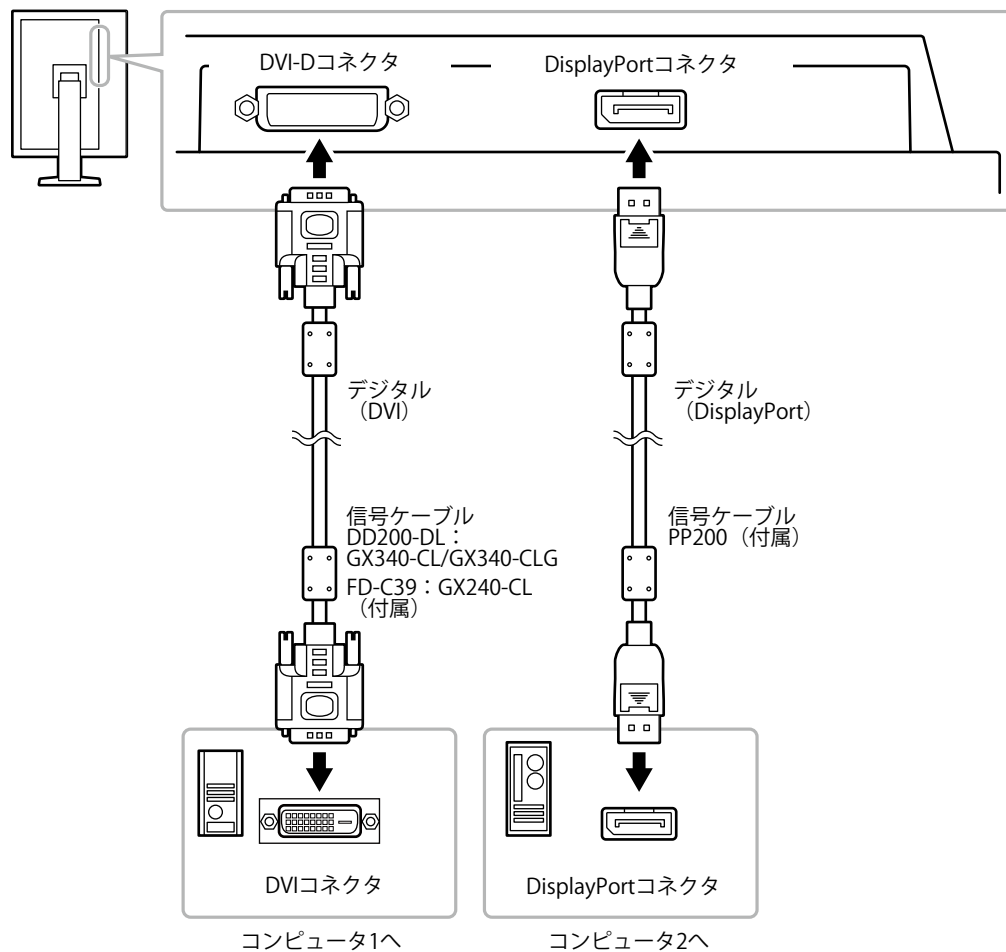 DVI-Dコネクタ
DisplayPortコネクタ
デジタル
（DVI）
デジタル
（DisplayPort）
信号ケーブル
DD200-DL：
GX340-CL/GX340-CLG
FD-C39：GX240-CL
（付属）
信号ケーブル
PP200（付属）
DVIコネクタ
DisplayPortコネクタ
コンピュータ1へ
コンピュータ2へ